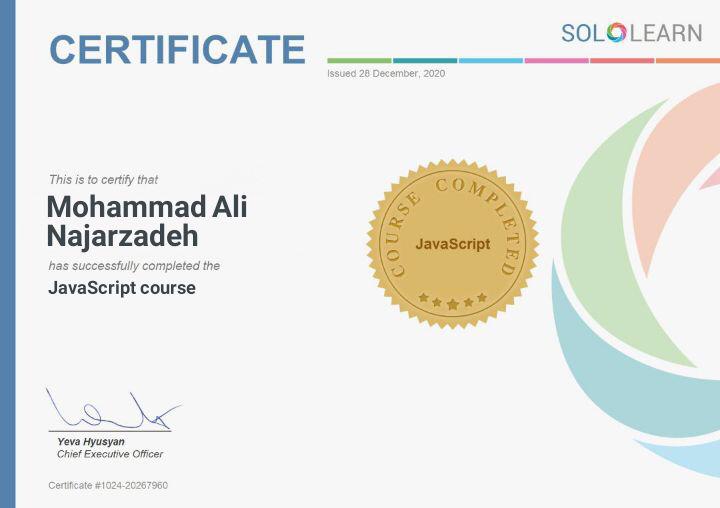 CERTIFICATE
SOLOLEARN
Issued 28 December, 2020
This is to certify that
Mohammad Ali
Najarzadeh
has successfully completed the
JavaScript course
COURSE COMPLETED
JavaScript
Yeva Hyusyan
Chief Executive Officer
Certificate #1024-20267960